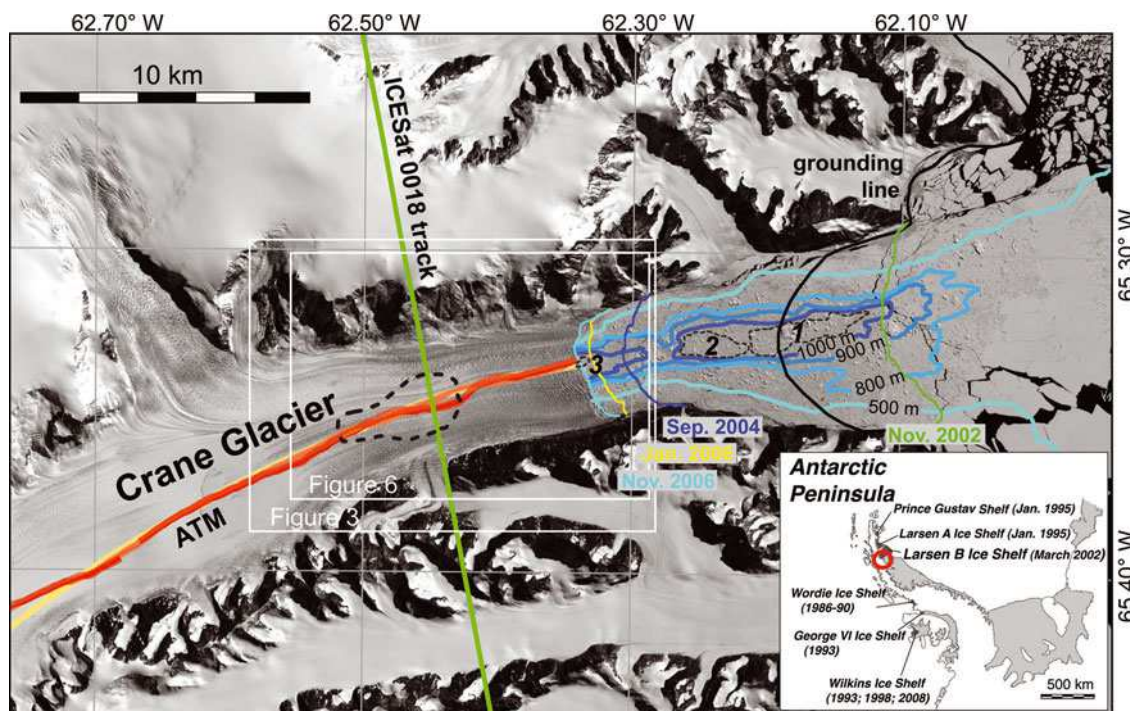 62.70° W
62.50° W
62.30° W
62.10° W
10 km
ICESat 0018 track
grounding
line
65.30° W
1
2
3
1000 m
900 m
800 m
500 m
Sep. 2004
Nov. 2002
Jan. 2006
Nov. 2006
Crane Glacier
ATM
Figure 6
Figure 3
65.40° W
Antarctic
Peninsula
Prince Gustav Shelf (Jan. 1995)
Larsen A Ice Shelf (Jan. 1995)
Larsen B Ice Shelf (March 2002)
Wordie Ice Shelf
(1986-90)
George VI Ice Shelf
(1993)
Wilkins Ice Shelf
(1993; 1998; 2008)
500 km